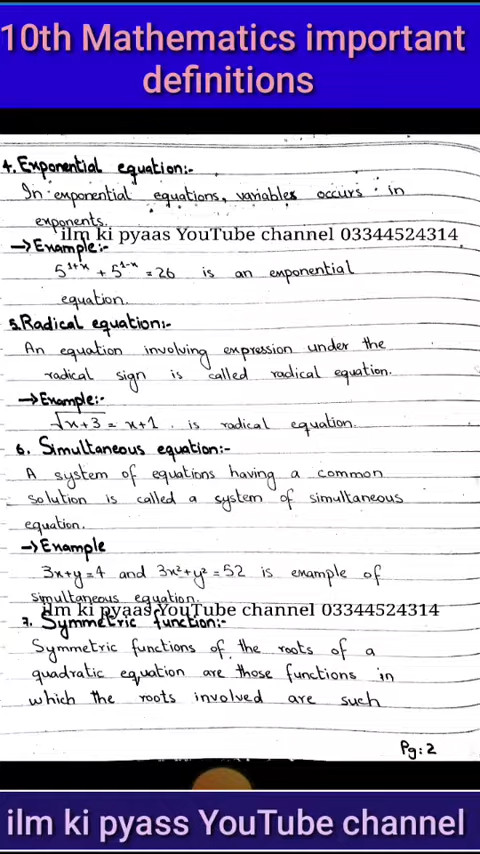 10th Mathematics important
definitions
4. Exponential equation:-
In exponential equations, variables occurs in
exponents.
ilm ki pyaas YouTube channel 03344524314
→Example:-
5¹⁺ˣ + 5¹⁻ˣ = 26 is an exponential
equation.
5. Radical equation:-
An equation involving expression under the
radical sign is called radical equation.
→Example:-
√x+3 = x+1. is radical equation.
6. Simultaneous equation:-
A system of equations having a common
solution is called a system of simultaneous
equation.
→Example
3x+y=4 and 3x²+y²=52 is example of
simultaneous equation.
ilm ki pyaas YouTube channel 03344524314
7. Symmetric function:-
Symmetric functions of the roots of a
quadratic equation are those functions in
which the roots involved are such
Pg:2
ilm ki pyass YouTube channel